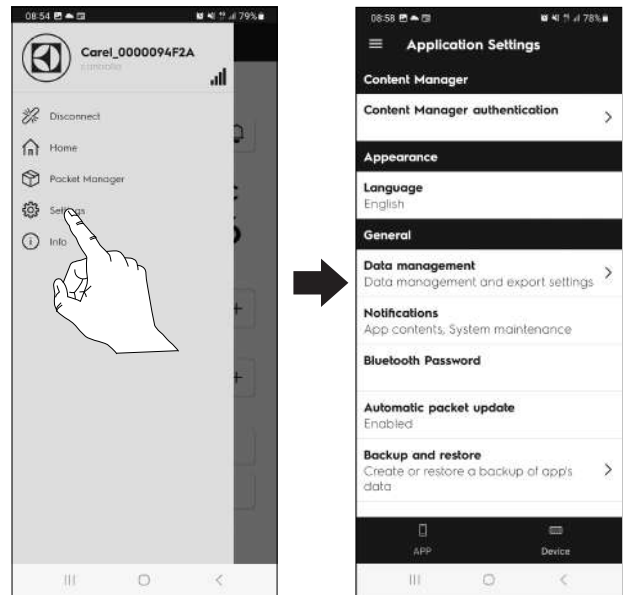 08:54
79%
Carel_0000094F2A
Disconnect
Home
Packet Manager
Settings
Info
08:58
78%
Application Settings
Content Manager
Content Manager authentication
Appearance
Language
English
General
Data management
Data management and export settings
Notifications
App contents, System maintenance
Bluetooth Password
Automatic packet update
Enabled
Backup and restore
Create or restore a backup of app's
data
APP
Device